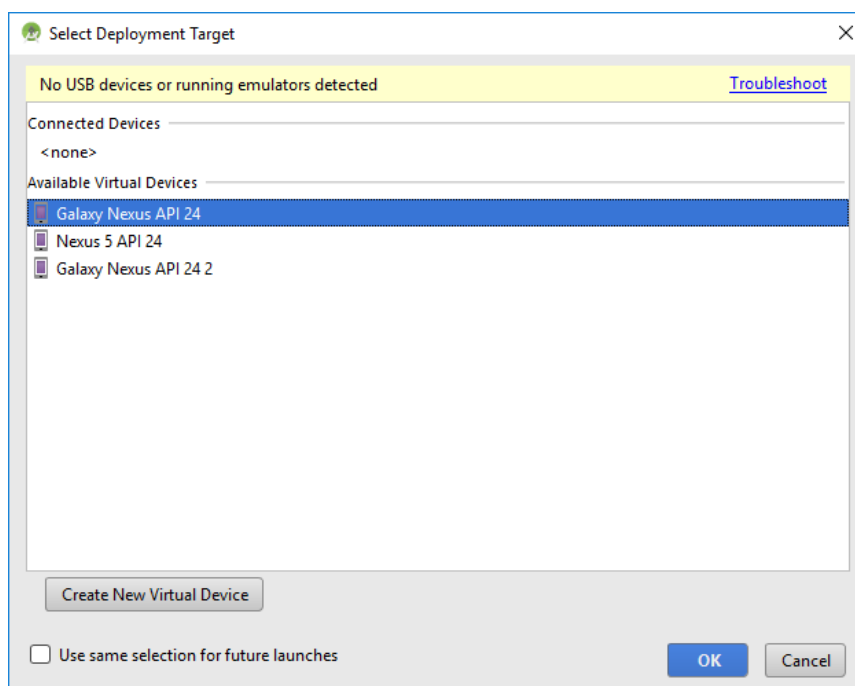 Select Deployment Target
No USB devices or running emulators detected Troubleshoot
Connected Devices
<none>
Available Virtual Devices
Galaxy Nexus API 24
Nexus 5 API 24
Galaxy Nexus API 24 2
Create New Virtual Device
Use same selection for future launches
OK Cancel